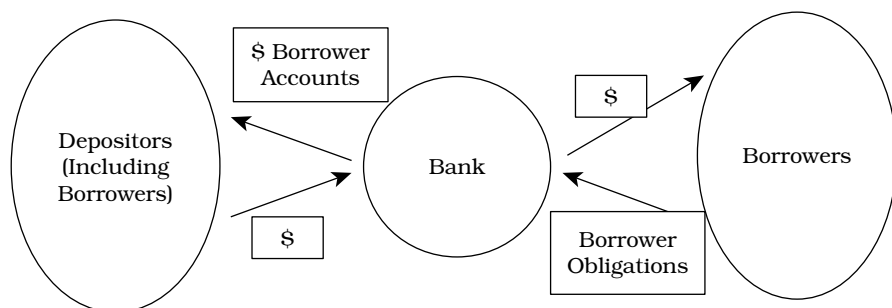 $ Borrower
Accounts
$
Depositors
(Including
Borrowers)
Bank
Borrowers
$
Borrower
Obligations